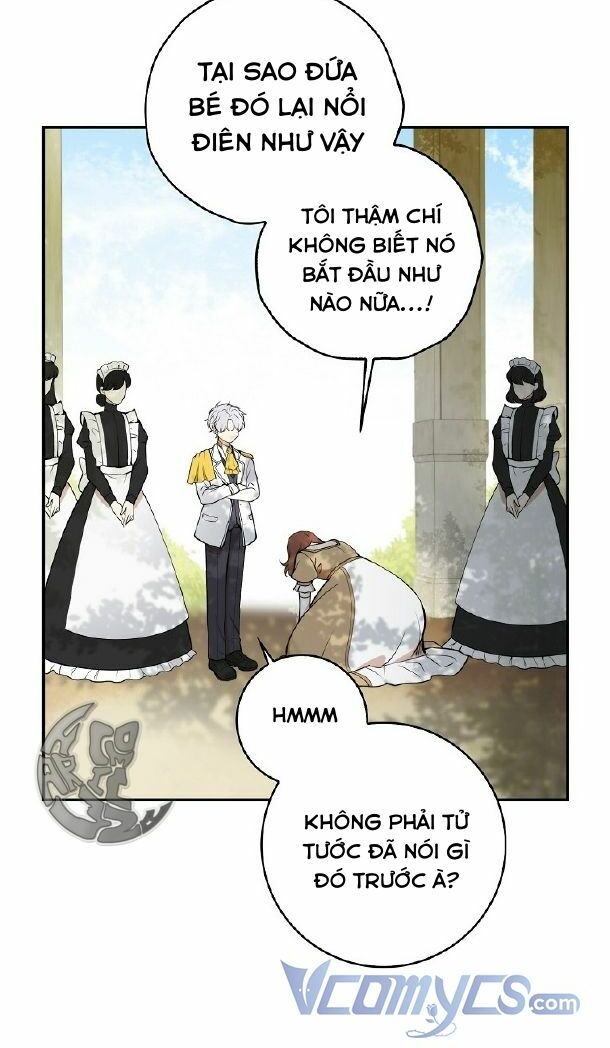 TẠI SAO ĐỨA
BÉ ĐÓ LẠI NỔI
ĐIÊN NHƯ VẬY
TÔI THẬM CHÍ
KHÔNG BIẾT NÓ
BẮT ĐẦU NHƯ
NÀO NỮA...!
HMMM
KHÔNG PHẢI TỬ
TƯỚC ĐÃ NÓI GÌ
ĐÓ TRƯỚC À?
VCOMYCS.com